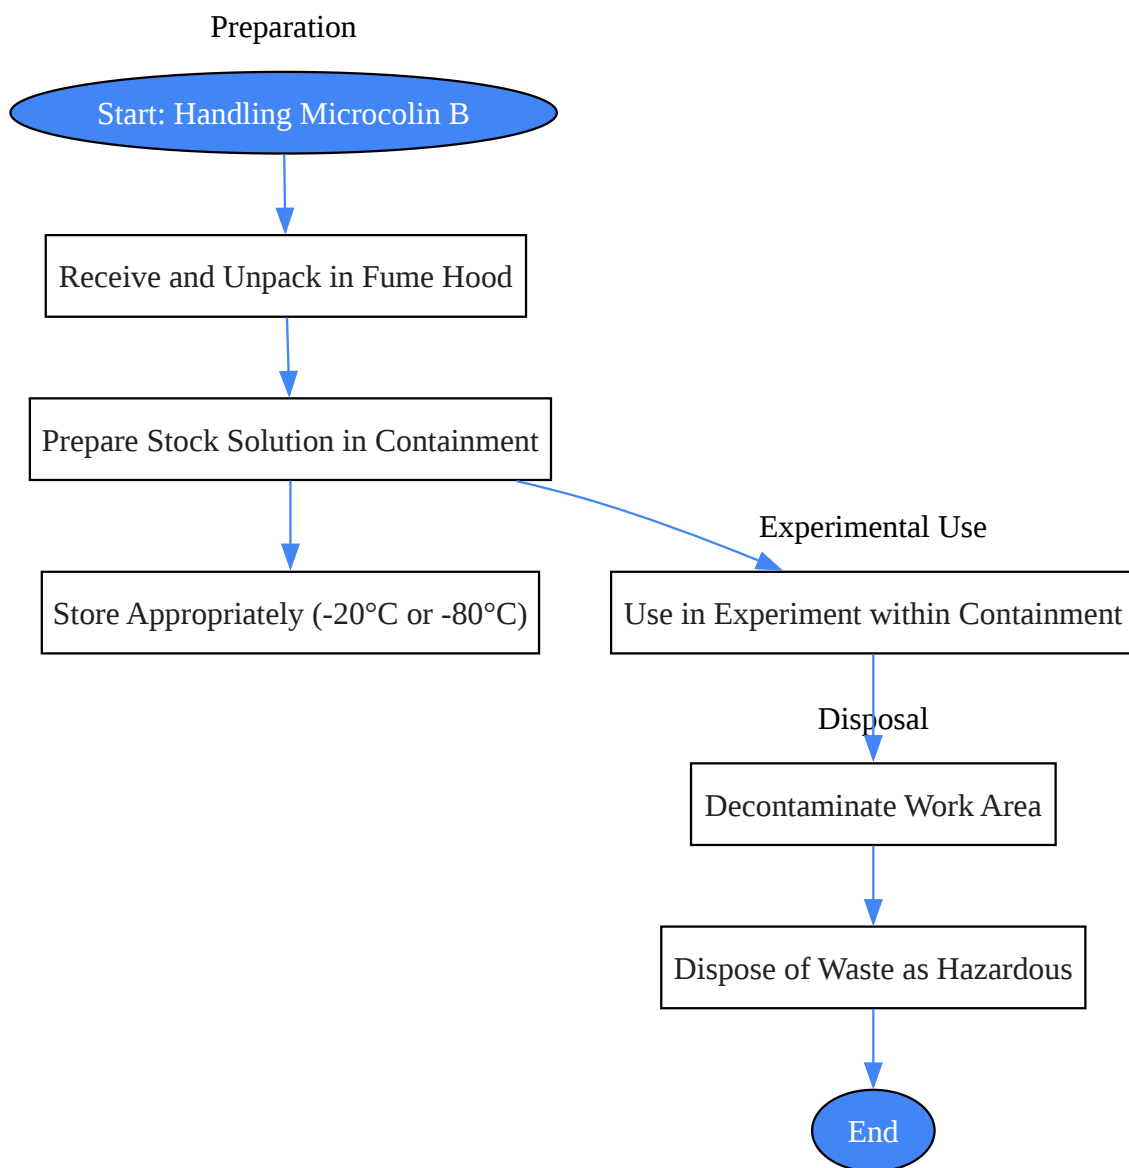 Preparation
Start: Handling Microcolin B
Receive and Unpack in Fume Hood
Prepare Stock Solution in Containment
Store Appropriately (-20°C or -80°C)
Experimental Use
Use in Experiment within Containment
Disposal
Decontaminate Work Area
Dispose of Waste as Hazardous
End